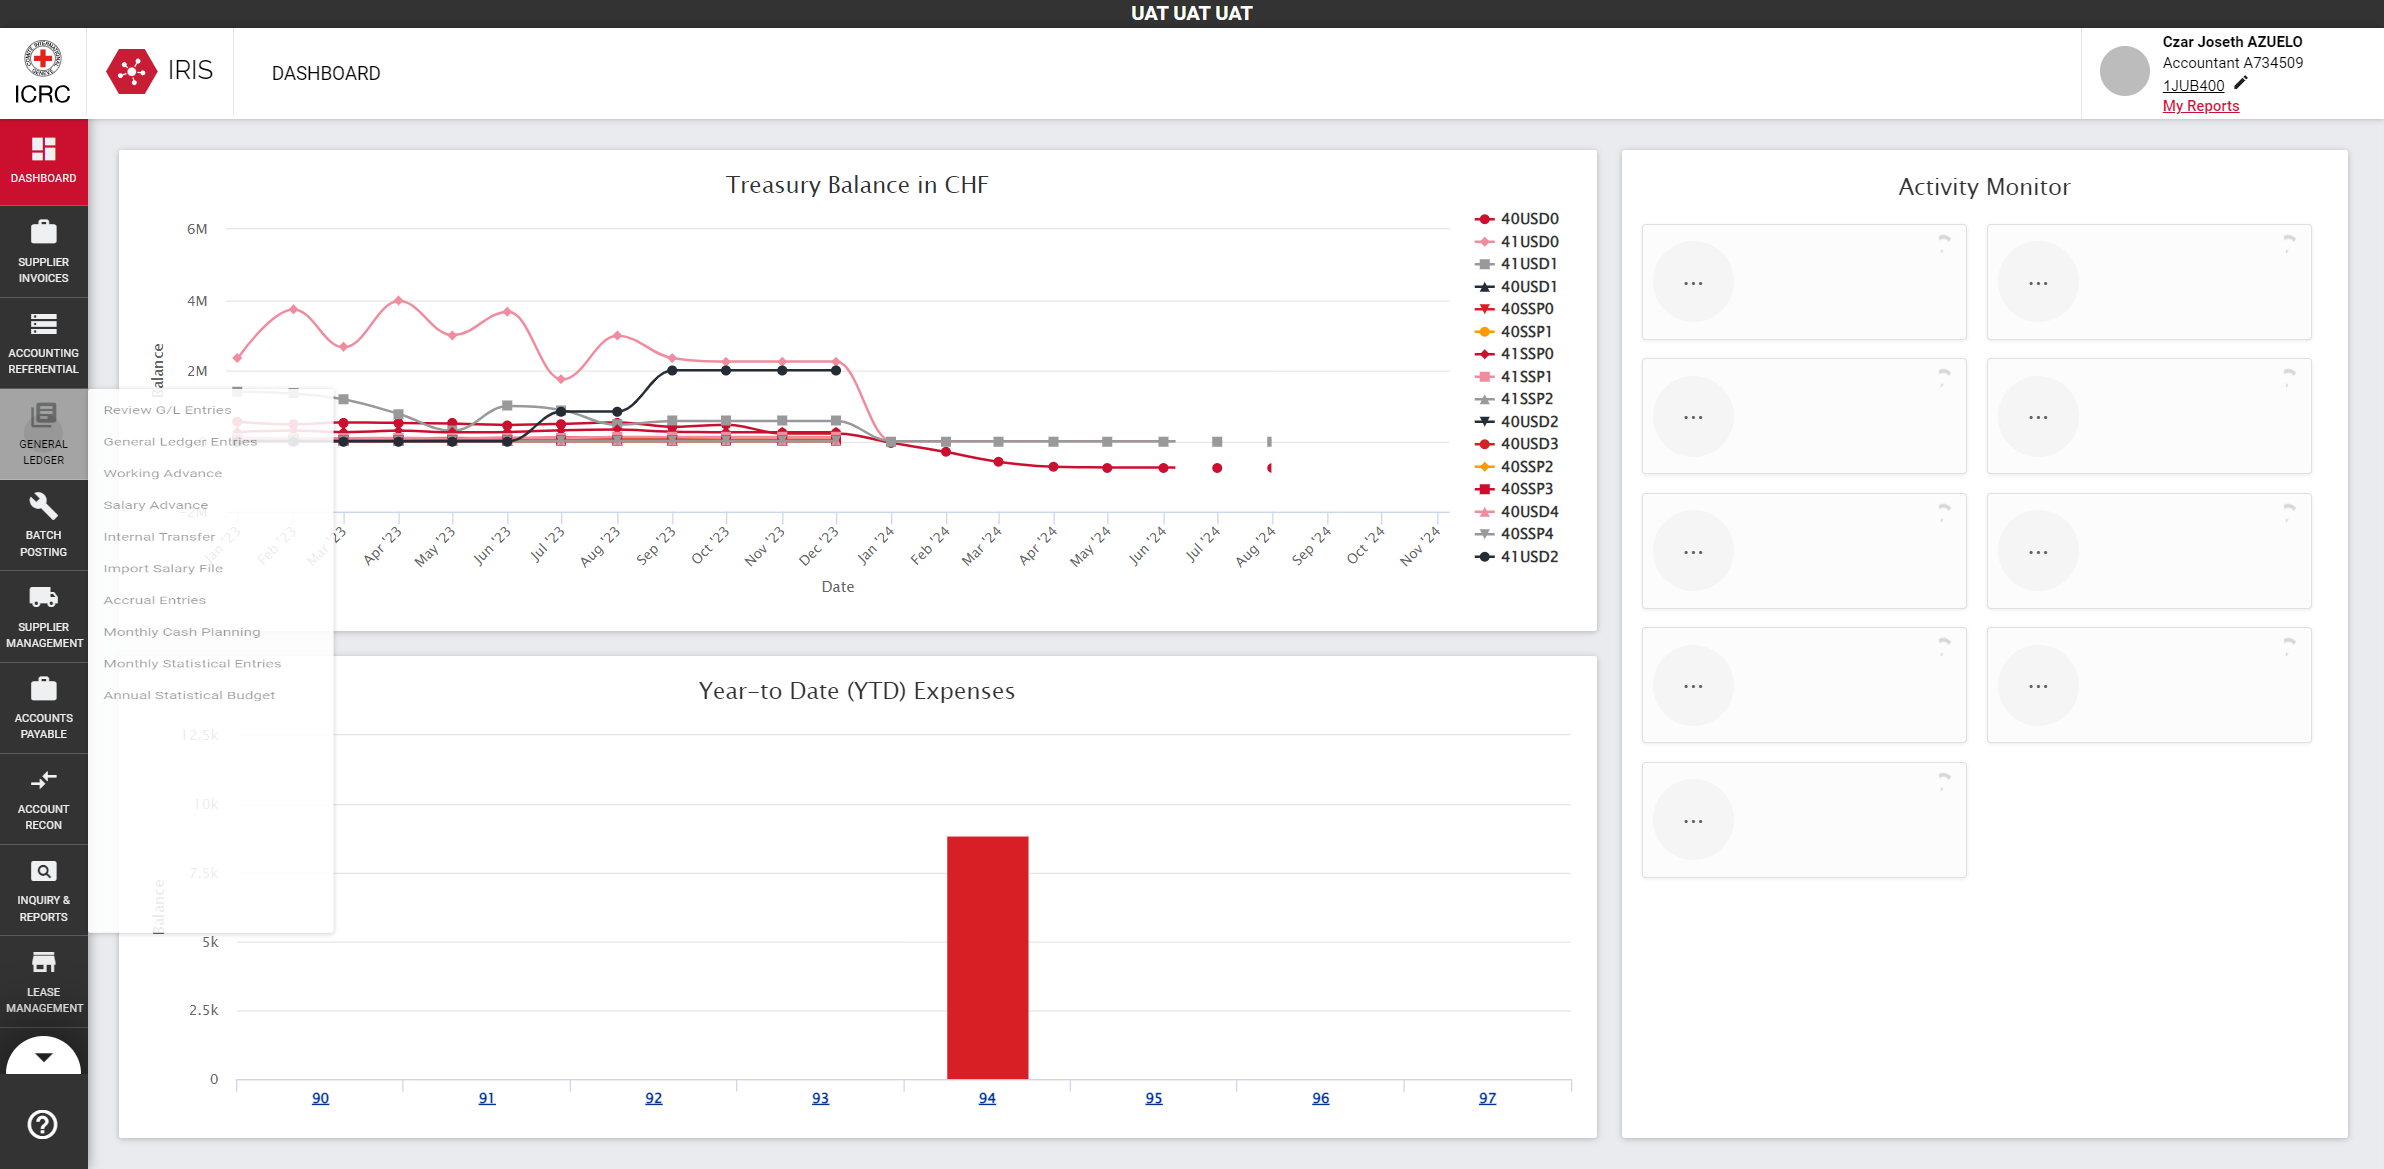 UAT UAT UAT
ICRC
IRIS
DASHBOARD
Czar Joseth AZUELO
Accountant A734509
1JUB400
My Reports
DASHBOARD
SUPPLIER
INVOICES
ACCOUNTING
REFERENTIAL
GENERAL
LEDGER
BATCH
POSTING
SUPPLIER
MANAGEMENT
ACCOUNTS
PAYABLE
ACCOUNT
RECON
INQUIRY &
REPORTS
LEASE
MANAGEMENT
Review G/L Entries
General Ledger Entries
Working Advance
Salary Advance
Internal Transfer
Import Salary File
Accrual Entries
Monthly Cash Planning
Monthly Statistical Entries
Annual Statistical Budget
Treasury Balance in CHF
Balance
6M
4M
2M
-2M
Jan '23
Feb '23
Mar '23
Apr '23
May '23
Jun '23
Jul '23
Aug '23
Sep '23
Oct '23
Nov '23
Dec '23
Jan '24
Feb '24
Mar '24
Apr '24
May '24
Jun '24
Jul '24
Aug '24
Sep '24
Oct '24
Nov '24
Date
40USD0
41USD0
41USD1
40USD1
40SSP0
40SSP1
41SSP0
41SSP1
41SSP2
40USD2
40USD3
40SSP2
40SSP3
40USD4
40SSP4
41USD2
Year-to Date (YTD) Expenses
Balance
12.5k
10k
7.5k
5k
2.5k
0
90
91
92
93
94
95
96
97
Activity Monitor
...
...
...
...
...
...
...
...
...